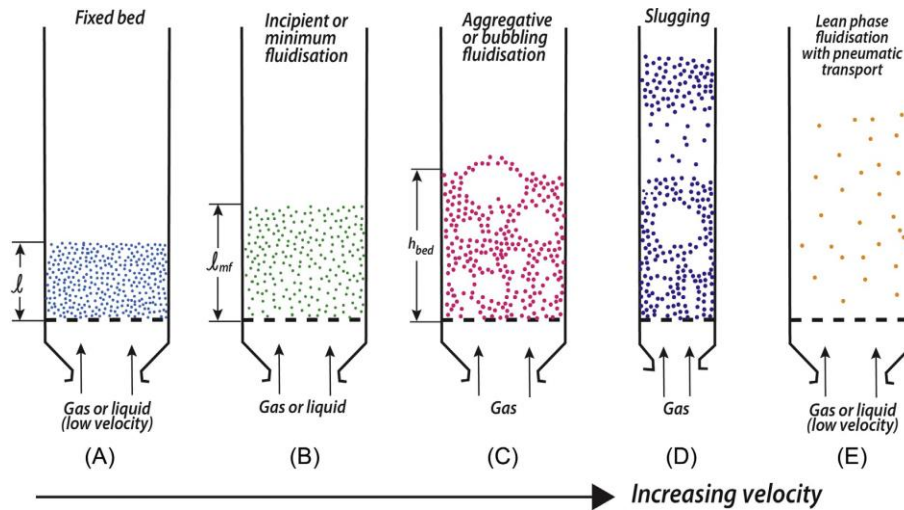 Fixed bed
Incipient or
minimum
fluidisation
Aggregative
or bubbling
fluidisation
Slugging
Lean phase
fluidisation
with pneumatic
transport
ℓ
ℓmf
hbed
Gas or liquid
(low velocity)
Gas or liquid
Gas
Gas
Gas or liquid
(low velocity)
(A)
(B)
(C)
(D)
(E)
Increasing velocity